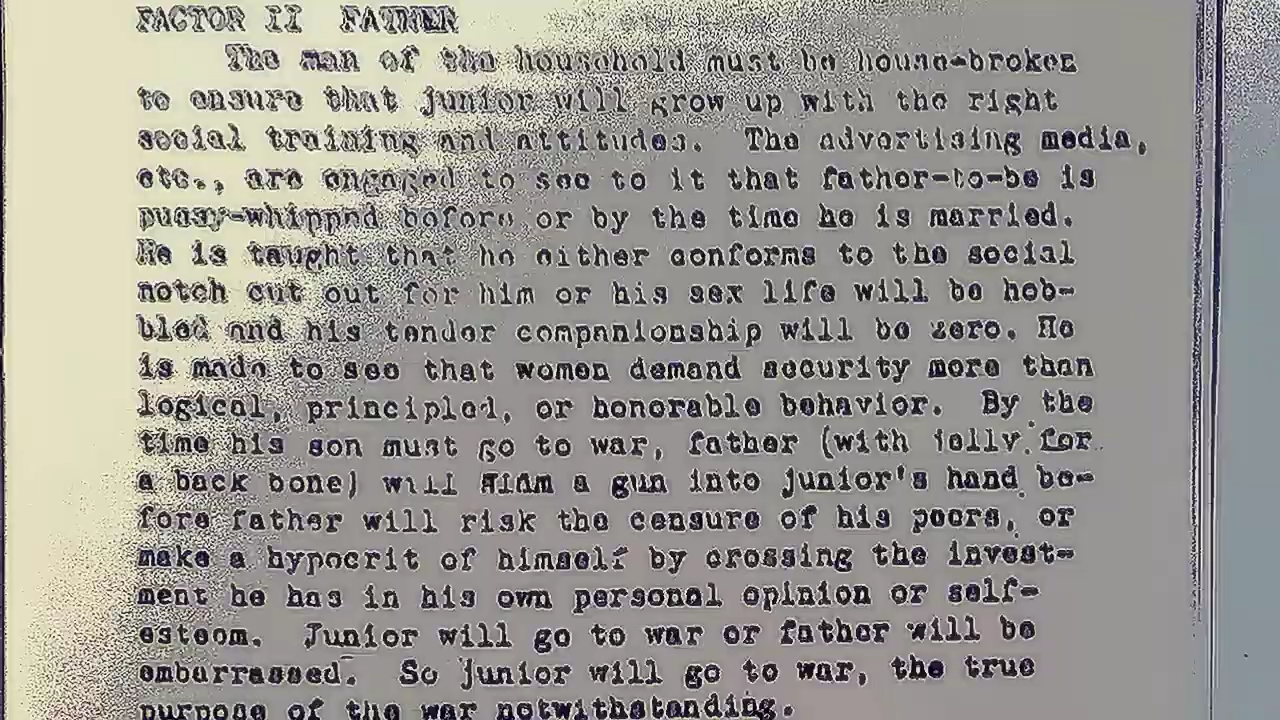 FACTOR II FATHER
The man of the household must be house-broken
to ensure that junior will grow up with the right
social training and attitudes. The advertising media,
etc., are engaged to see to it that father-to-be is
pussy-whipped before or by the time he is married.
He is taught that he either conforms to the social
notch cut out for him or his sex life will be hob-
bled and his tender companionship will be zero. He
is made to see that women demand security more than
logical, principled, or honorable behavior. By the
time his son must go to war, father (with jelly for
a back bone) will slam a gun into junior's hand be-
fore father will risk the censure of his peers, or
make a hypocrit of himself by crossing the invest-
ment he has in his own personal opinion or self-
esteem. Junior will go to war or father will be
embarrassed. So junior will go to war, the true
purpose of the war notwithstanding.